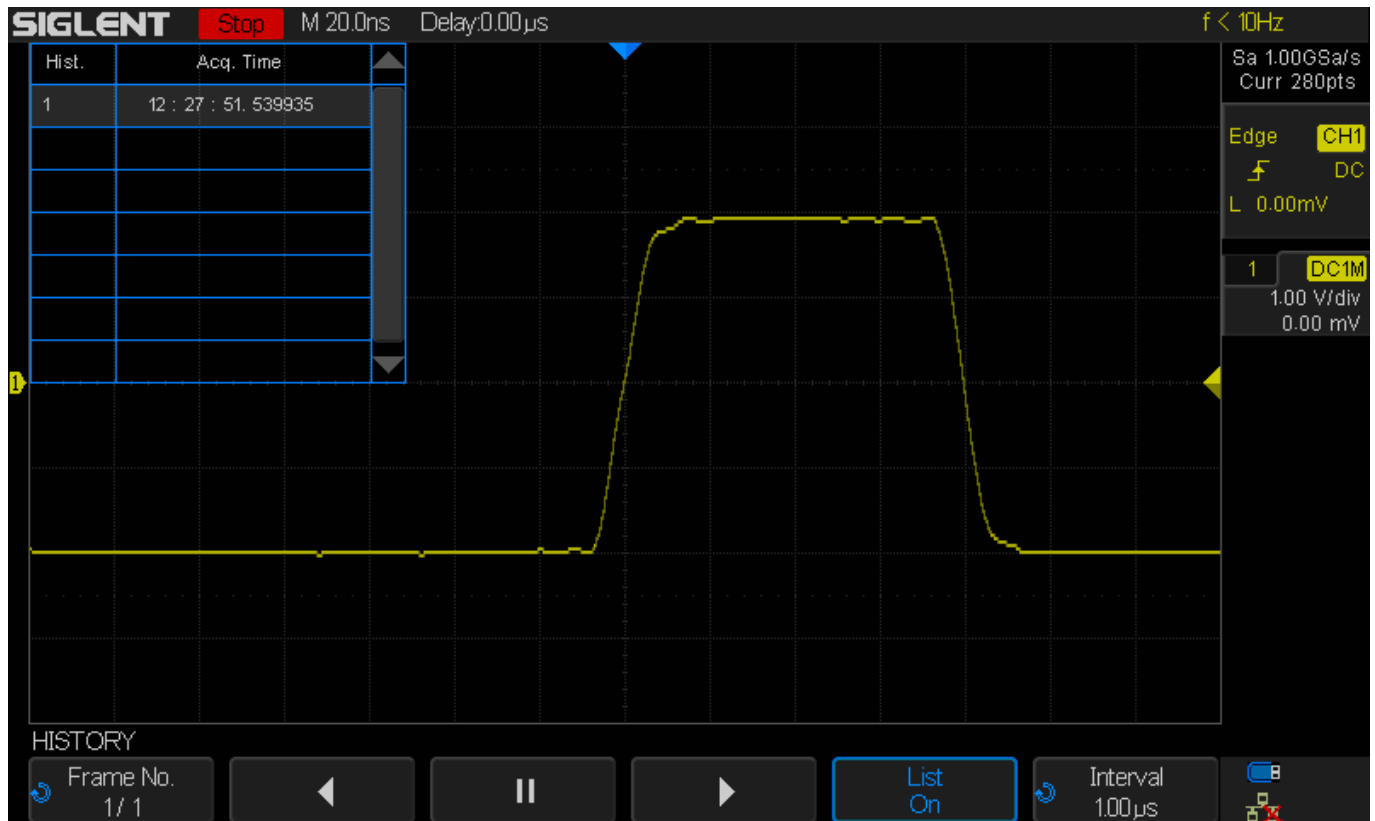 SIGLENT Stop M 20.0ns Delay:0.00µs f < 10Hz
Hist. Acq. Time
1 12 : 27 : 51. 539935
Sa 1.00GSa/s
Curr 280pts
Edge CH1
DC
L 0.00mV
1 DC1M
1.00 V/div
0.00 mV
1
HISTORY
Frame No.
1/ 1
List
On
Interval
1.00µs